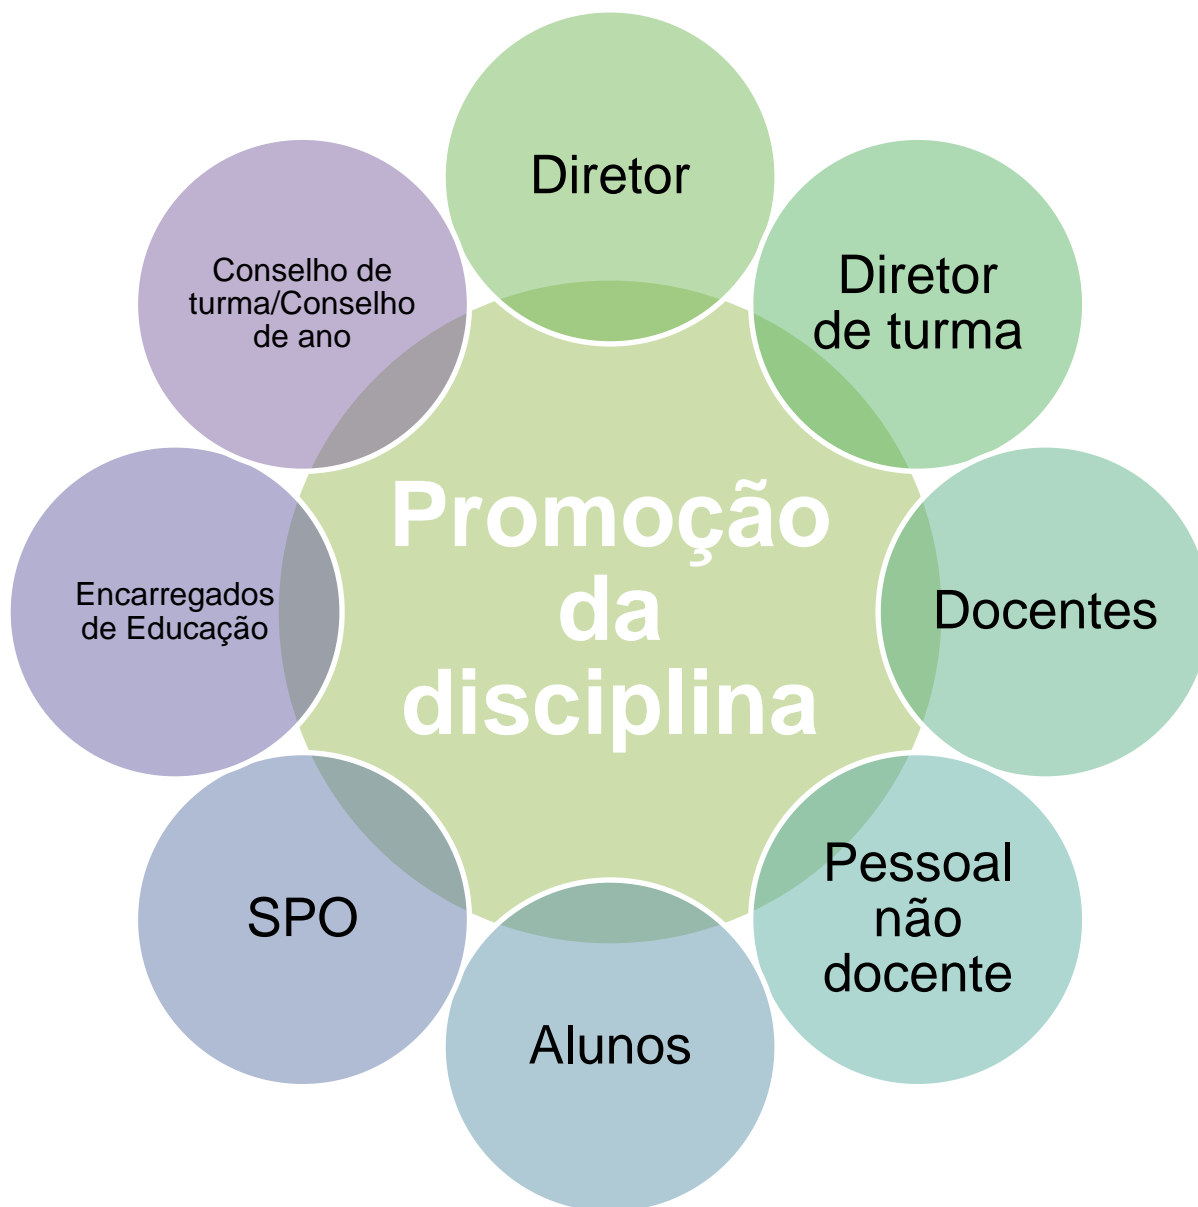 Diretor
Diretor
de turma
Docentes
Pessoal
não
docente
Alunos
SPO
Encarregados
de Educação
Conselho de
turma/Conselho
de ano
Promoção
da
disciplina